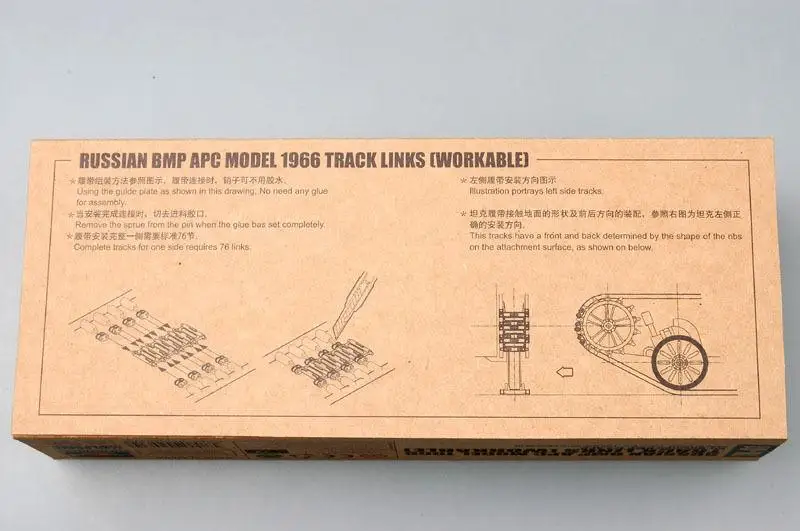 RUSSIAN BMP APC MODEL 1966 TRACK LINKS (WORKABLE)
★履带组装方法参照图示。履带连接时,销子可不用胶水。
Using the guide plate as shown in this drawing. No need any glue
for assembly.
★当安装完成连接时,切去进料胶口。
Remove the sprue from the pin when the glue bas set completely.
★履带安装完整一侧需要标准76节.
Complete tracks for one side requires 76 links.
★左侧履带安装方向图示
Illustration portrays left side tracks.
★坦克履带接触地面的形状及前后方向的装配,参照右图为坦克左侧正
确的安装方向.
This tracks have a front and back determined by the shape of the nbs
on the attachment surface, as shown on below.